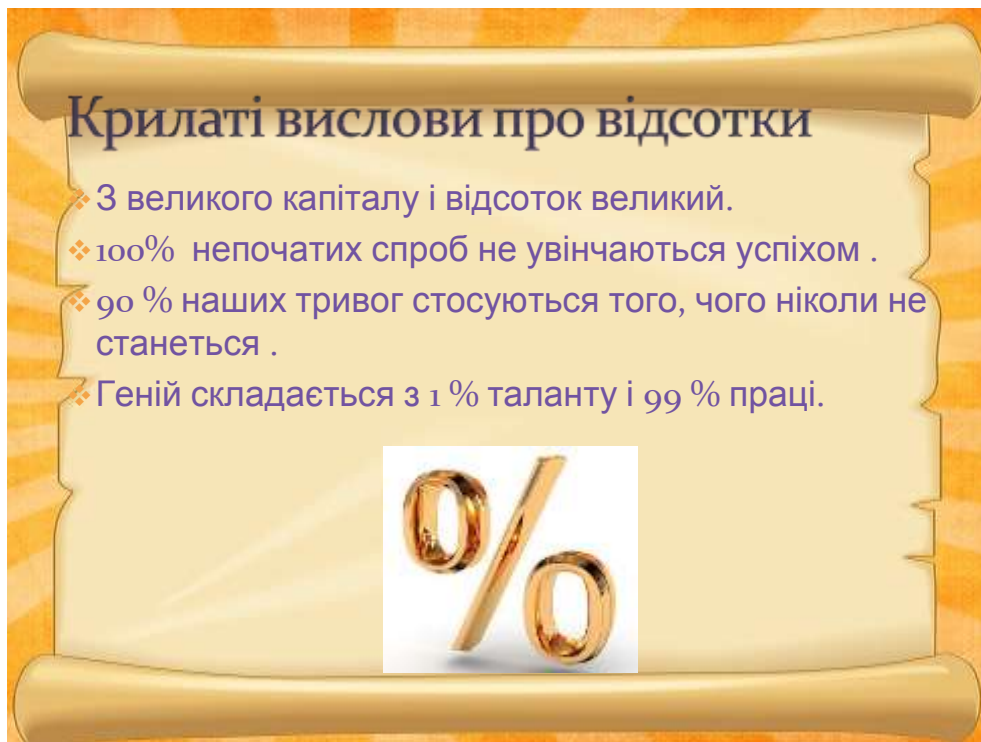 Крилаті вислови про відсотки
З великого капіталу і відсоток великий.
100% непочатих спроб не увінчаються успіхом .
90 % наших тривог стосуються того, чого ніколи не
станеться .
Геній складається з 1 % таланту і 99 % праці.
%